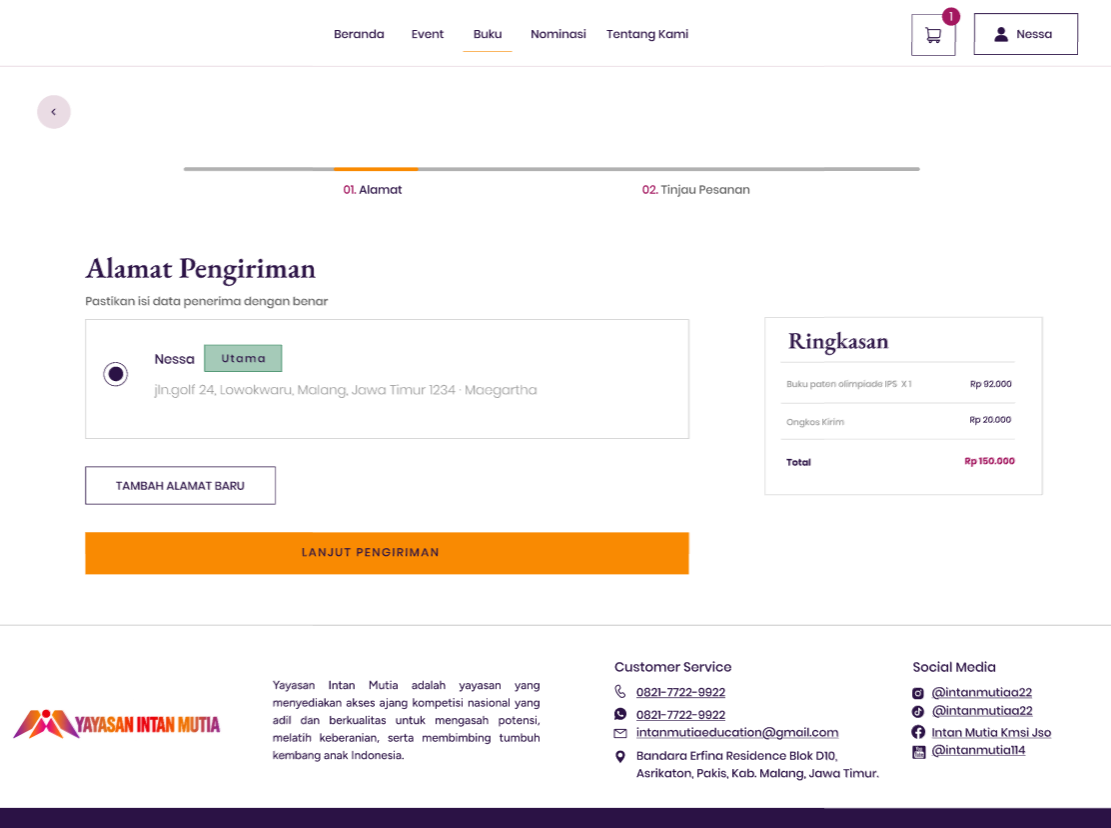 Beranda Event Buku Nominasi Tentang Kami 1 Nessa
01. Alamat 02. Tinjau Pesanan
Alamat Pengiriman
Pastikan isi data penerima dengan benar
Nessa Utama
jln.golf 24, Lowokwaru, Malang, Jawa Timur 1234 · Maegartha
TAMBAH ALAMAT BARU
LANJUT PENGIRIMAN
Ringkasan
Buku paten olimpiade IPS X 1 Rp 92.000
Ongkos Kirim Rp 20.000
Total Rp 150.000
YAYASAN INTAN MUTIA
Yayasan Intan Mutia adalah yayasan yang
menyediakan akses ajang kompetisi nasional yang
adil dan berkualitas untuk mengasah potensi,
melatih keberanian, serta membimbing tumbuh
kembang anak Indonesia.
Customer Service
0821-7722-9922
0821-7722-9922
intanmutiaeducation@gmail.com
Bandara Erfina Residence Blok D10,
Asrikaton, Pakis, Kab. Malang, Jawa Timur.
Social Media
@intanmutiaa22
@intanmutiaa22
Intan Mutia Kmsi Jso
@intanmutia114